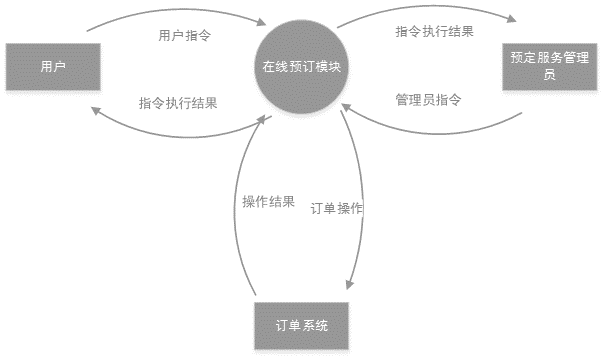 用户指令
指令执行结果
用户
在线预订模块
预定服务管理
员
指令执行结果
管理员指令
操作结果
订单操作
订单系统